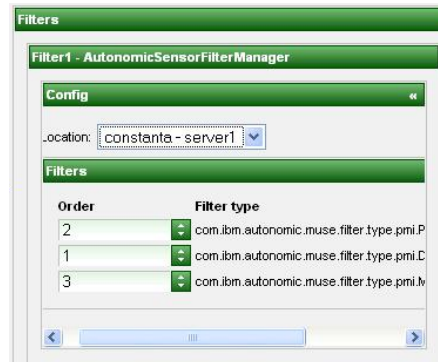 Filters
Filter1 - AutonomicSensorFilterManager
Config «
Location: constanta - server1
Filters
Order Filter type
2 com.ibm.autonomic.muse.filter.type.pmi.P
1 com.ibm.autonomic.muse.filter.type.pmi.D
3 com.ibm.autonomic.muse.filter.type.pmi.M